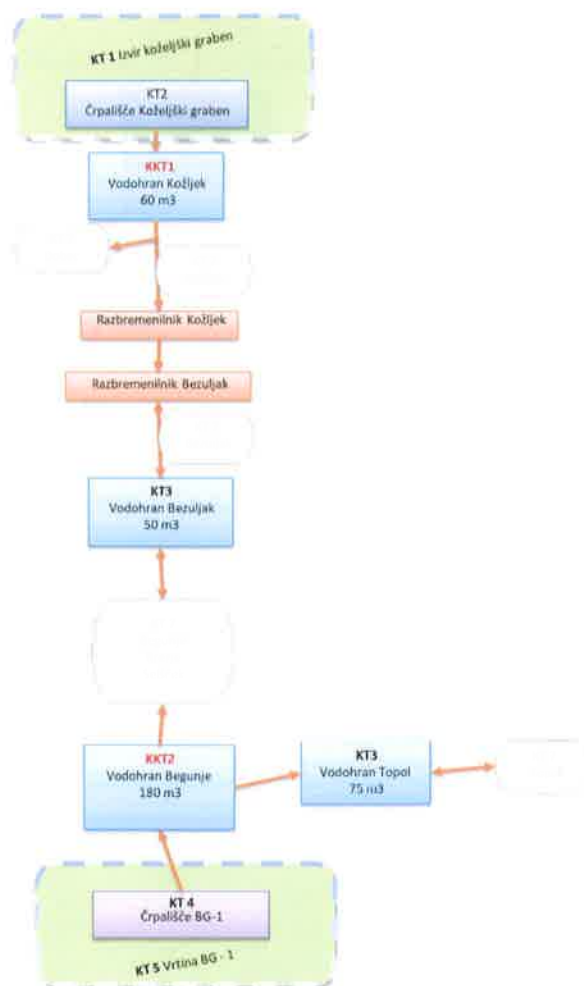 KT 1 Izvir koželjški graben
KT2
Črpališče Koželjški graben
KKT1
Vodohran Kožljek
60 m3
Razbremenilnik Kožljek
Razbremenilnik Bezuljak
KT3
Vodohran Bezuljak
50 m3
KKT2
Vodohran Begunje
180 m3
KT3
Vodohran Topol
75 m3
KT 4
Črpališče BG-1
KT 5 Vrtina BG - 1